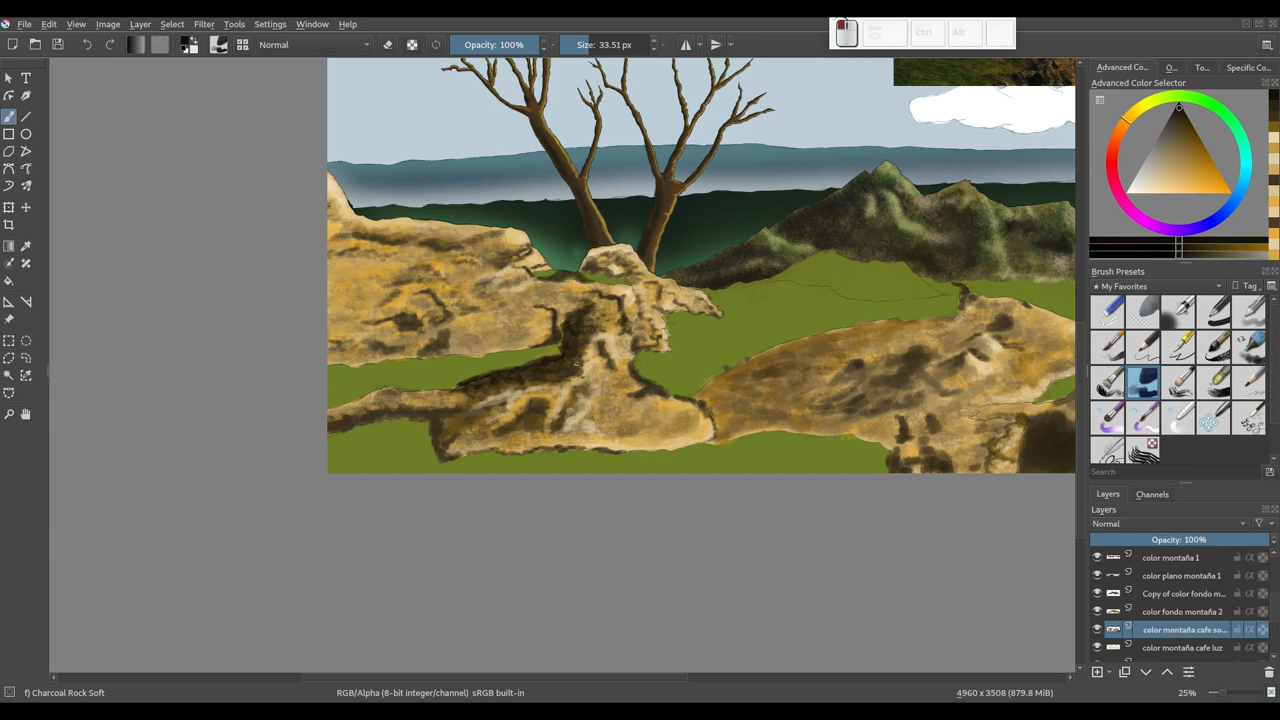 File Edit View Image Layer Select Filter Tools Settings Window Help
Normal Opacity: 100% Size: 33.51 px
Ctrl Alt
Advanced Co... O... To... Specific Co...
Advanced Color Selector
Brush Presets
★ My Favorites Tag
Search
Layers Channels
Layers
Normal
Opacity: 100%
color montaña 1
color plano montaña 1
Copy of color fondo m...
color fondo montaña 2
color montaña cafe so...
color montaña cafe luz
f) Charcoal Rock Soft RGB/Alpha (8-bit integer/channel) sRGB built-in 4960 x 3508 (879.8 MiB) 25%